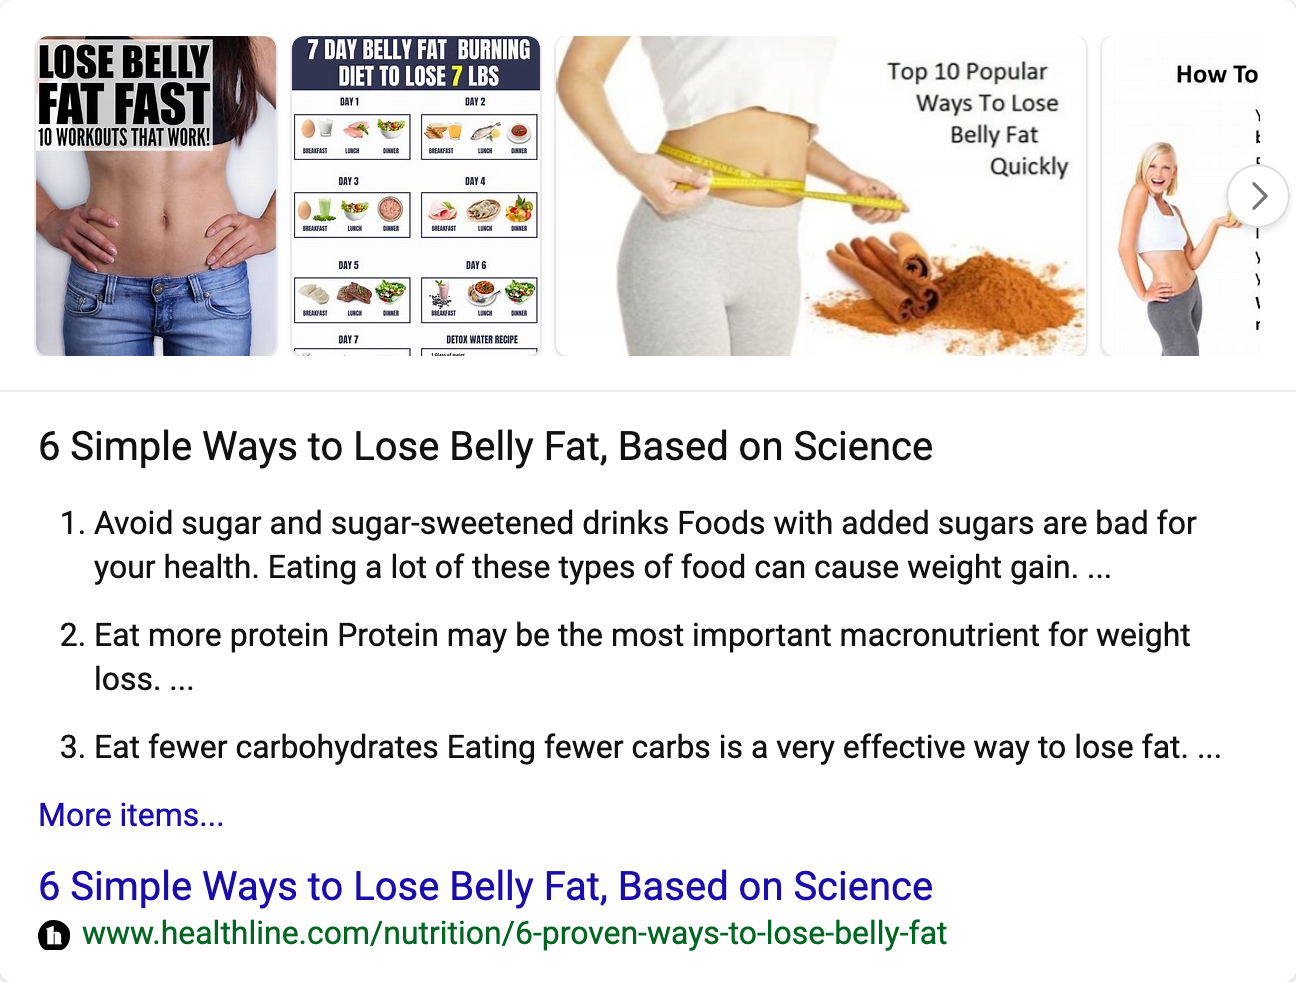 LOSE BELLY
FAT FAST
10 WORKOUTS THAT WORK!
7 DAY BELLY FAT BURNING
DIET TO LOSE 7 LBS
DAY 1
DAY 2
BREAKFAST LUNCH DINNER
BREAKFAST LUNCH DINNER
DAY 3
DAY 4
BREAKFAST LUNCH DINNER
BREAKFAST LUNCH DINNER
DAY 5
DAY 6
BREAKFAST LUNCH DINNER
BREAKFAST LUNCH DINNER
DAY 7
DETOX WATER RECIPE
Top 10 Popular
Ways To Lose
Belly Fat
Quickly
How To
6 Simple Ways to Lose Belly Fat, Based on Science
1. Avoid sugar and sugar-sweetened drinks Foods with added sugars are bad for
your health. Eating a lot of these types of food can cause weight gain. ...
2. Eat more protein Protein may be the most important macronutrient for weight
loss. ...
3. Eat fewer carbohydrates Eating fewer carbs is a very effective way to lose fat. ...
More items...
6 Simple Ways to Lose Belly Fat, Based on Science
h www.healthline.com/nutrition/6-proven-ways-to-lose-belly-fat